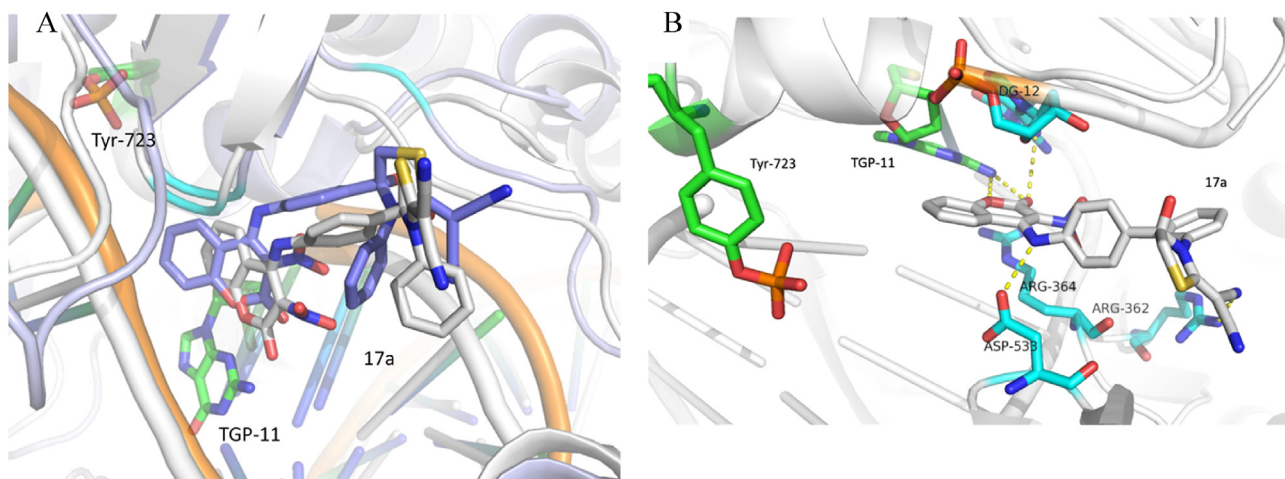 A
Tyr-723
17a
TGP-11
B
DG-12
Tyr-723
TGP-11
17a
ARG-364
ARG-362
ASP-533